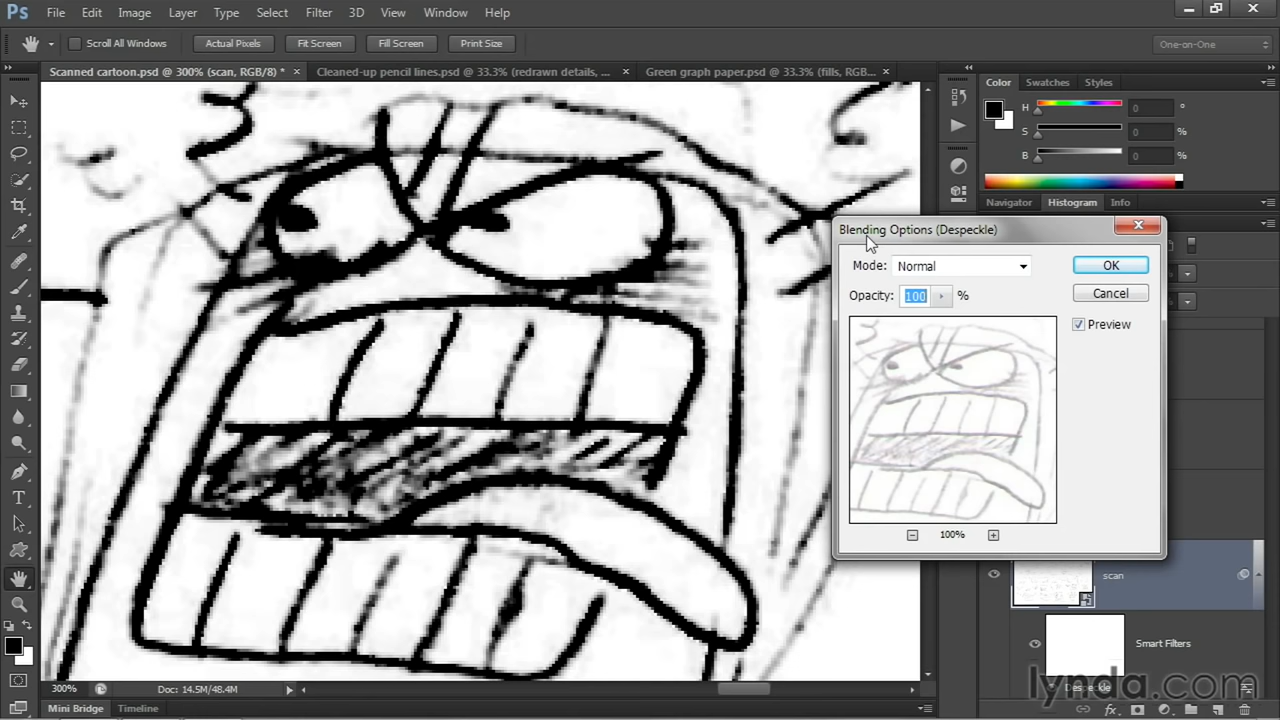 Ps File Edit Image Layer Type Select Filter 3D View Window Help
Scroll All Windows Actual Pixels Fit Screen Fill Screen Print Size One-on-One
Scanned cartoon.psd @ 300% (scan, RGB/8) * × Cleaned-up pencil lines.psd @ 33.3% (redrawn details, ... × Green graph paper.psd @ 33.3% (fills, RGB... ×
Color Swatches Styles
H 0 °
S 0 %
B 0 %
Navigator Histogram Info
Blending Options (Despeckle)
Mode: Normal OK
Opacity: 100 % Cancel
Preview
100%
scan
Smart Filters
Despeckle
lynda.com
300% Doc: 14.5M/48.4M
Mini Bridge Timeline
fx
T